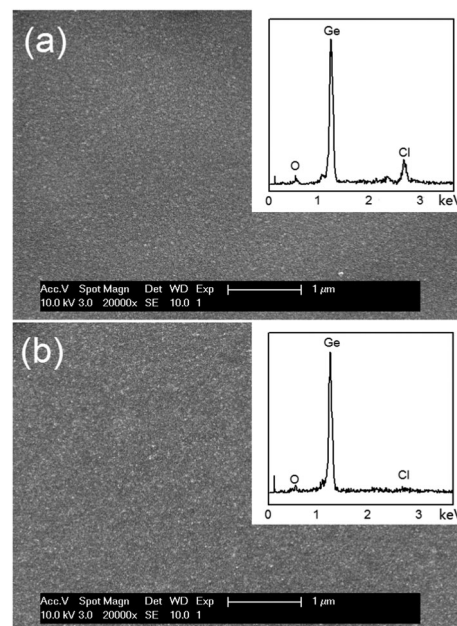 (a)
Ge
O
Cl
0 1 2 3 keV
Acc.V Spot Magn Det WD Exp 1 µm
10.0 kV 3.0 20000x SE 10.0 1
(b)
Ge
O
Cl
0 1 2 3 keV
Acc.V Spot Magn Det WD Exp 1 µm
10.0 kV 3.0 20000x SE 10.0 1